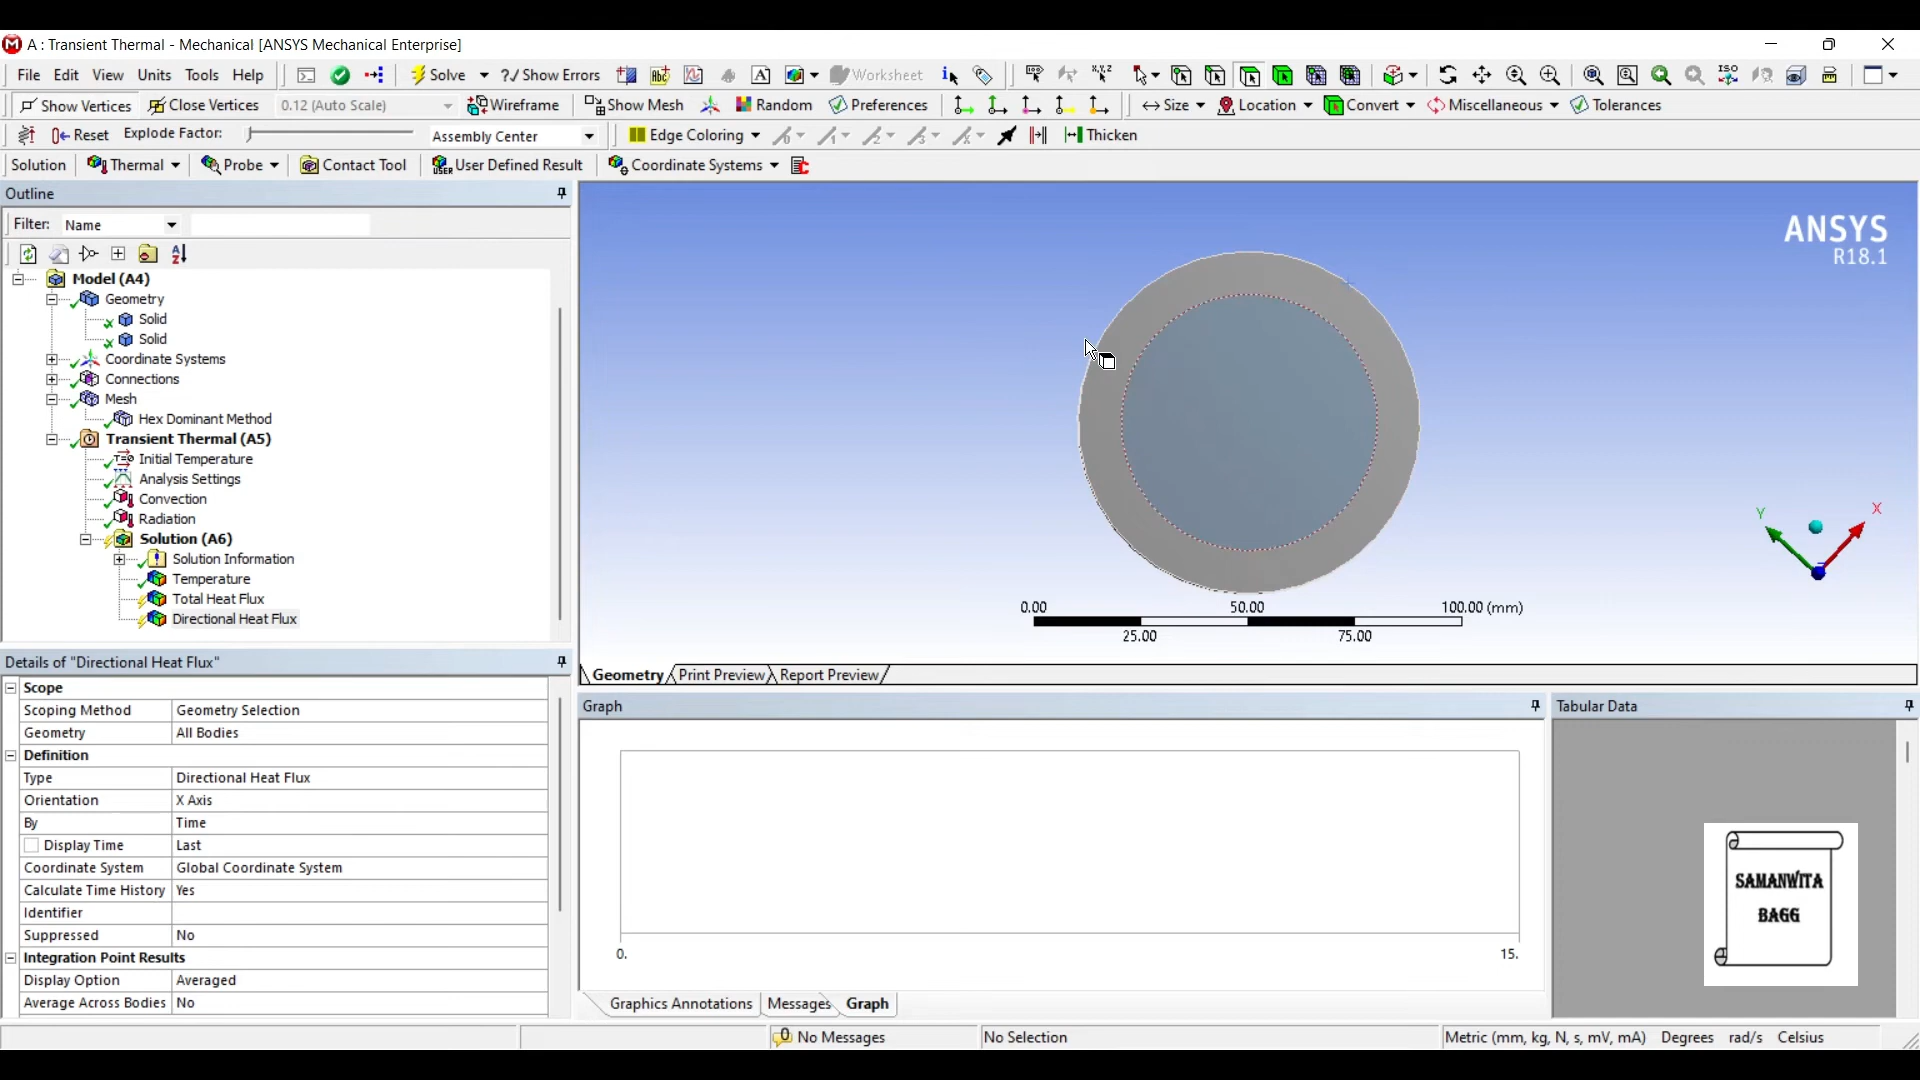 A : Transient Thermal - Mechanical [ANSYS Mechanical Enterprise]
File Edit View Units Tools Help Solve ?/ Show Errors Worksheet
Show Vertices Close Vertices 0.12 (Auto Scale) Wireframe Show Mesh Random Preferences Size Location Convert Miscellaneous Tolerances
Reset Explode Factor: Assembly Center Edge Coloring Thicken
Solution Thermal Probe Contact Tool User Defined Result Coordinate Systems
Outline
Filter: Name
Model (A4)
Geometry
Solid
Solid
Coordinate Systems
Connections
Mesh
Hex Dominant Method
Transient Thermal (A5)
Initial Temperature
Analysis Settings
Convection
Radiation
Solution (A6)
Solution Information
Temperature
Total Heat Flux
Directional Heat Flux
ANSYS
R18.1
Y X
0.00 50.00 100.00 (mm)
25.00 75.00
Geometry Print Preview Report Preview
Details of "Directional Heat Flux"
Scope
Scoping Method Geometry Selection
Geometry All Bodies
Definition
Type Directional Heat Flux
Orientation X Axis
By Time
Display Time Last
Coordinate System Global Coordinate System
Calculate Time History Yes
Identifier
Suppressed No
Integration Point Results
Display Option Averaged
Average Across Bodies No
Graph
0. 15.
Graphics Annotations Messages Graph
Tabular Data
SAMANWITA
BAGG
0 No Messages No Selection Metric (mm, kg, N, s, mV, mA) Degrees rad/s Celsius